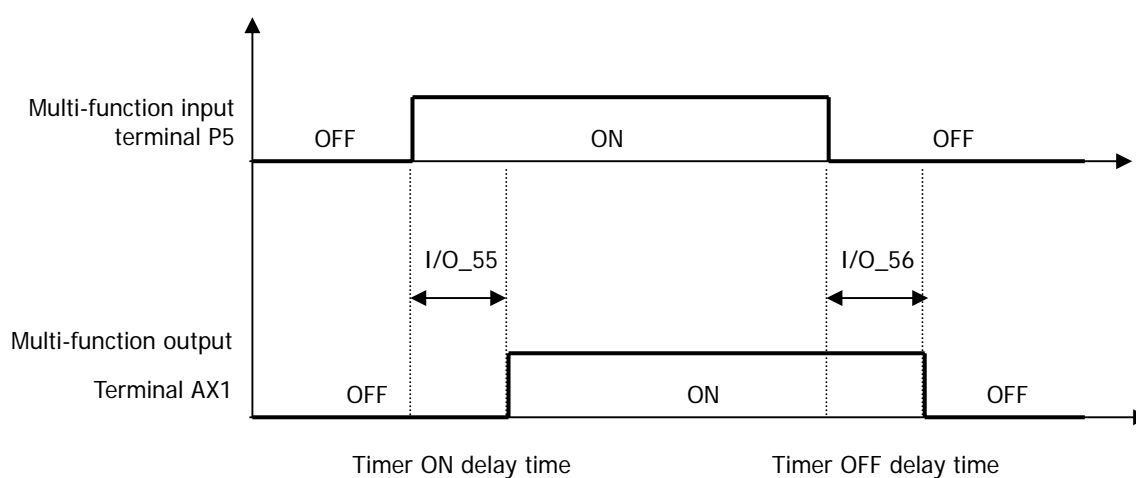 Multi-function input
terminal P5
OFF
ON
OFF
I/O_55
I/O_56
Multi-function output
Terminal AX1
OFF
ON
OFF
Timer ON delay time
Timer OFF delay time